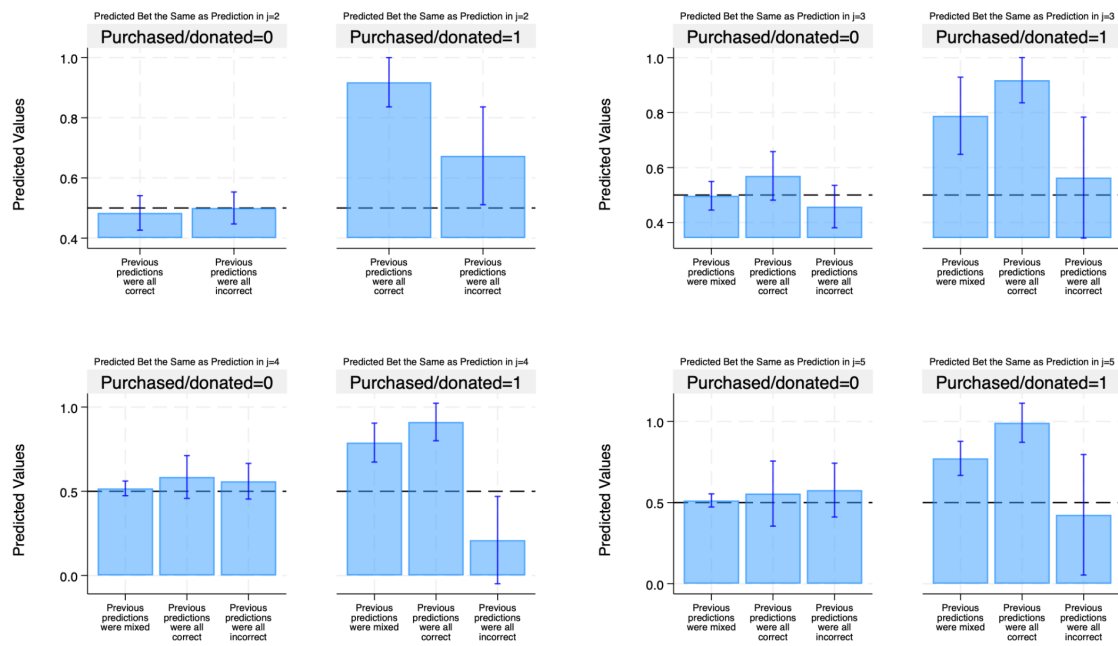 Predicted Bet the Same as Prediction in j=2
Predicted Bet the Same as Prediction in j=2
Purchased/donated=0
Purchased/donated=1
Predicted Values
1.0
0.8
0.6
0.4
Previous
predictions
were all
correct
Previous
predictions
were all
incorrect
Previous
predictions
were all
correct
Previous
predictions
were all
incorrect
Predicted Bet the Same as Prediction in j=3
Predicted Bet the Same as Prediction in j=3
Purchased/donated=0
Purchased/donated=1
Predicted Values
1.0
0.8
0.6
0.4
Previous
predictions
were mixed
Previous
predictions
were all
correct
Previous
predictions
were all
incorrect
Previous
predictions
were mixed
Previous
predictions
were all
correct
Previous
predictions
were all
incorrect
Predicted Bet the Same as Prediction in j=4
Predicted Bet the Same as Prediction in j=4
Purchased/donated=0
Purchased/donated=1
Predicted Values
1.0
0.5
0.0
Previous
predictions
were mixed
Previous
predictions
were all
correct
Previous
predictions
were all
incorrect
Previous
predictions
were mixed
Previous
predictions
were all
correct
Previous
predictions
were all
incorrect
Predicted Bet the Same as Prediction in j=5
Predicted Bet the Same as Prediction in j=5
Purchased/donated=0
Purchased/donated=1
Predicted Values
1.0
0.5
0.0
Previous
predictions
were mixed
Previous
predictions
were all
correct
Previous
predictions
were all
incorrect
Previous
predictions
were mixed
Previous
predictions
were all
correct
Previous
predictions
were all
incorrect